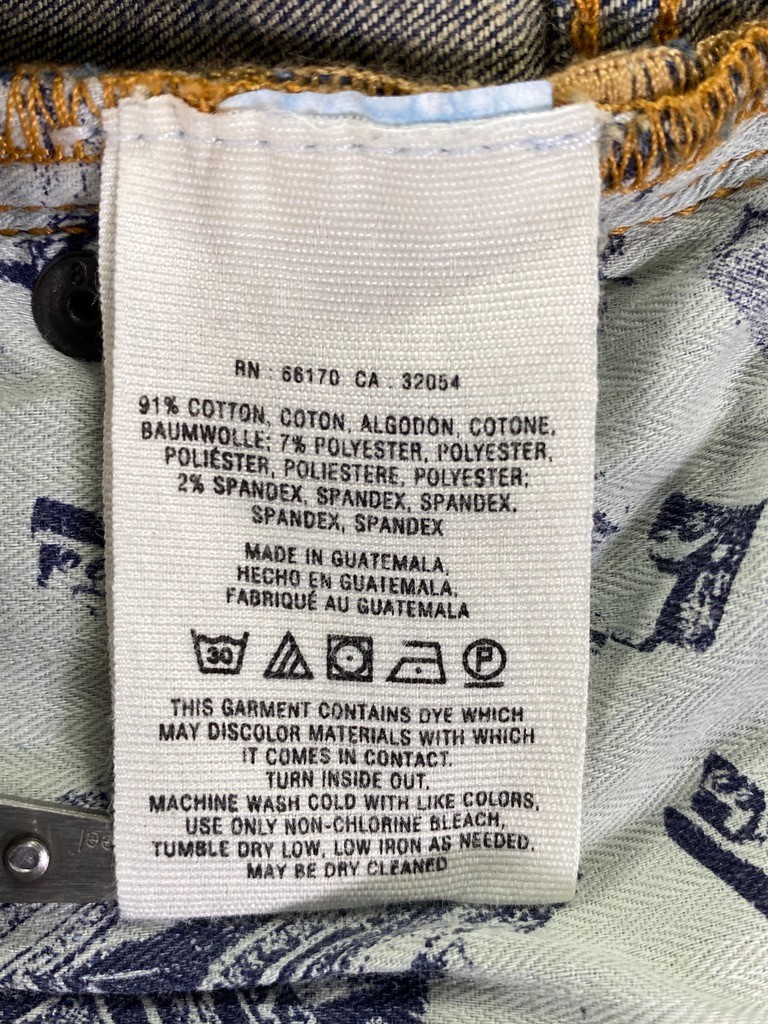 RN : 66170 CA : 32054
91% COTTON, COTON, ALGODÓN, COTONE,
BAUMWOLLE; 7% POLYESTER, POLYESTER,
POLIÉSTER, POLIESTERE, POLYESTER;
2% SPANDEX, SPANDEX, SPANDEX,
SPANDEX, SPANDEX
MADE IN GUATEMALA,
HECHO EN GUATEMALA,
FABRIQUÉ AU GUATEMALA
30 P
THIS GARMENT CONTAINS DYE WHICH
MAY DISCOLOR MATERIALS WITH WHICH
IT COMES IN CONTACT.
TURN INSIDE OUT,
MACHINE WASH COLD WITH LIKE COLORS,
USE ONLY NON-CHLORINE BLEACH,
TUMBLE DRY LOW, LOW IRON AS NEEDED.
MAY BE DRY CLEANED